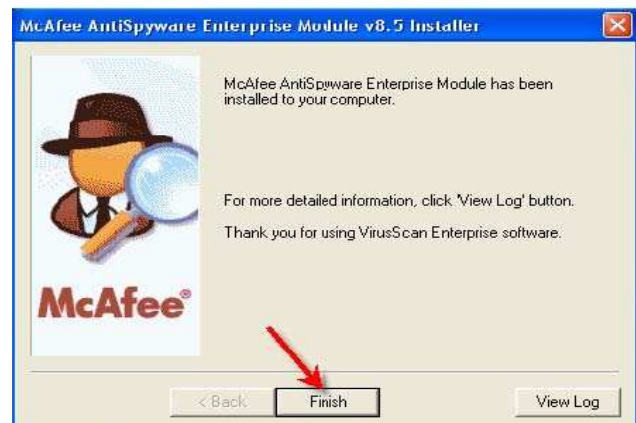 McAfee AntiSpyware Enterprise Module v8.5 Installer
McAfee AntiSpyware Enterprise Module has been
installed to your computer.
For more detailed information, click 'View Log' button.
Thank you for using VirusScan Enterprise software.
McAfee®
< Back
Finish
View Log